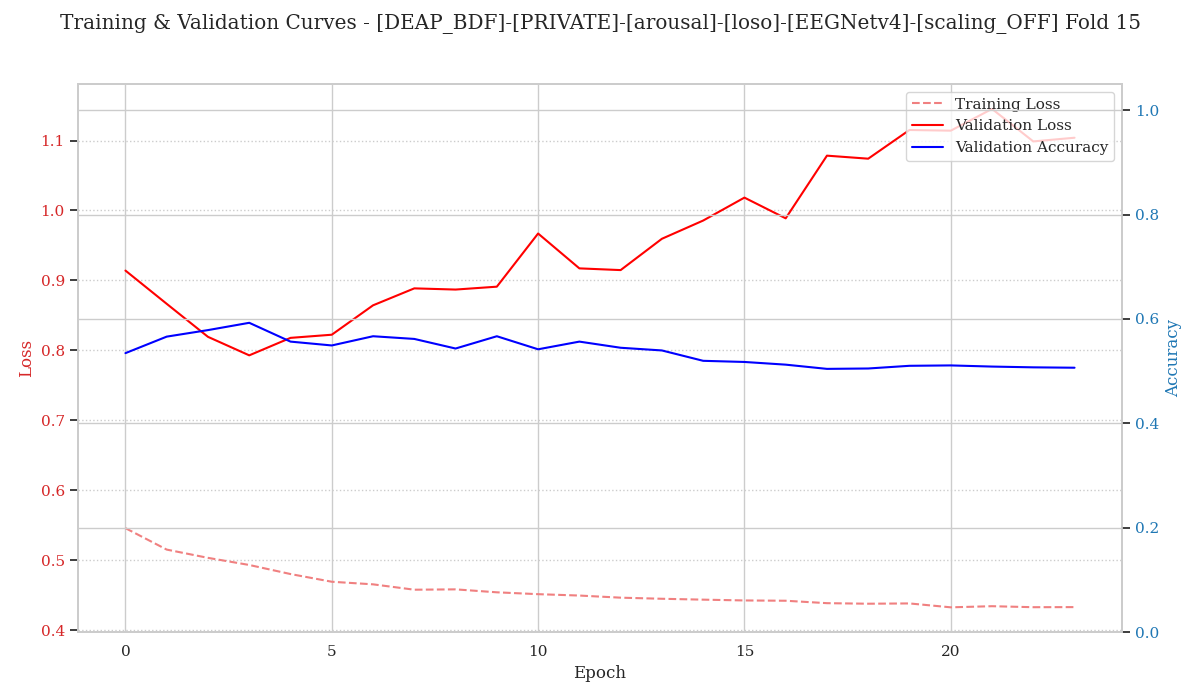 Training & Validation Curves - [DEAP_BDF]-[PRIVATE]-[arousal]-[loso]-[EEGNetv4]-[scaling_OFF] Fold 15
Training Loss
Validation Loss
Validation Accuracy
1.1
1.0
0.9
0.8
0.7
0.6
0.5
0.4
Loss
1.0
0.8
0.6
0.4
0.2
0.0
Accuracy
0 5 10 15 20
Epoch